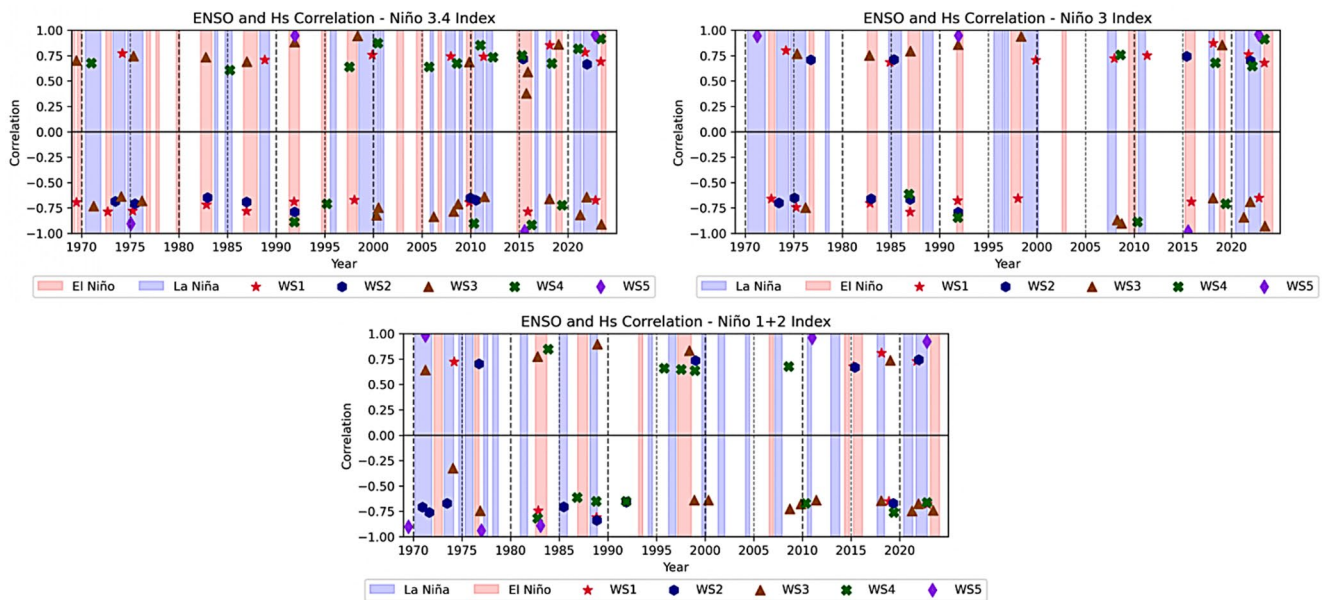 ENSO and Hs Correlation - Niño 3.4 Index
1.00
0.75
0.50
0.25
0.00
−0.25
−0.50
−0.75
−1.00
Correlation
1970 1975 1980 1985 1990 1995 2000 2005 2010 2015 2020
Year
El Niño La Niña WS1 WS2 WS3 WS4 WS5
ENSO and Hs Correlation - Niño 3 Index
1.00
0.75
0.50
0.25
0.00
−0.25
−0.50
−0.75
−1.00
Correlation
1970 1975 1980 1985 1990 1995 2000 2005 2010 2015 2020
Year
La Niña El Niño WS1 WS2 WS3 WS4 WS5
ENSO and Hs Correlation - Niño 1+2 Index
1.00
0.75
0.50
0.25
0.00
−0.25
−0.50
−0.75
−1.00
Correlation
1970 1975 1980 1985 1990 1995 2000 2005 2010 2015 2020
Year
La Niña El Niño WS1 WS2 WS3 WS4 WS5